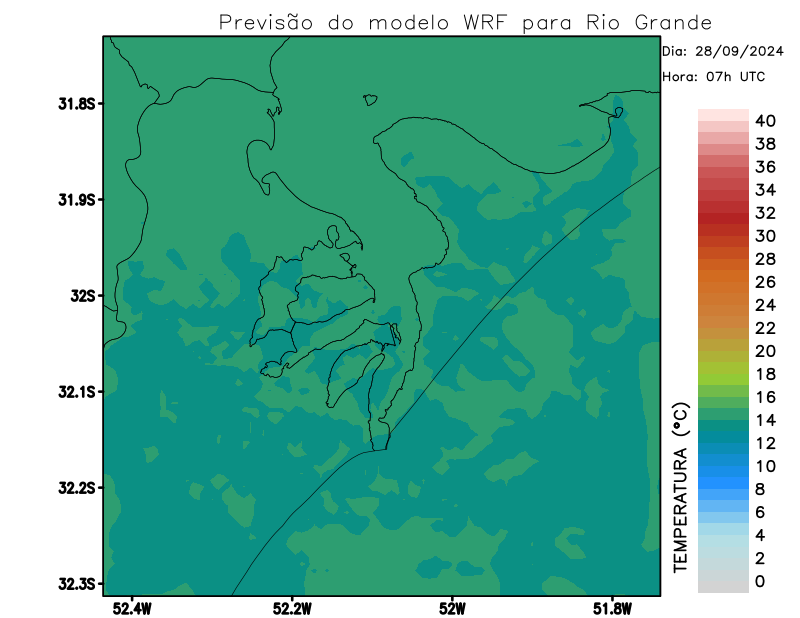 Previsão do modelo WRF para Rio Grande
Dia: 28/09/2024
Hora: 07h UTC
31.8S
31.9S
32S
32.1S
32.2S
32.3S
52.4W
52.2W
52W
51.8W
TEMPERATURA (°C)
40
38
36
34
32
30
28
26
24
22
20
18
16
14
12
10
8
6
4
2
0